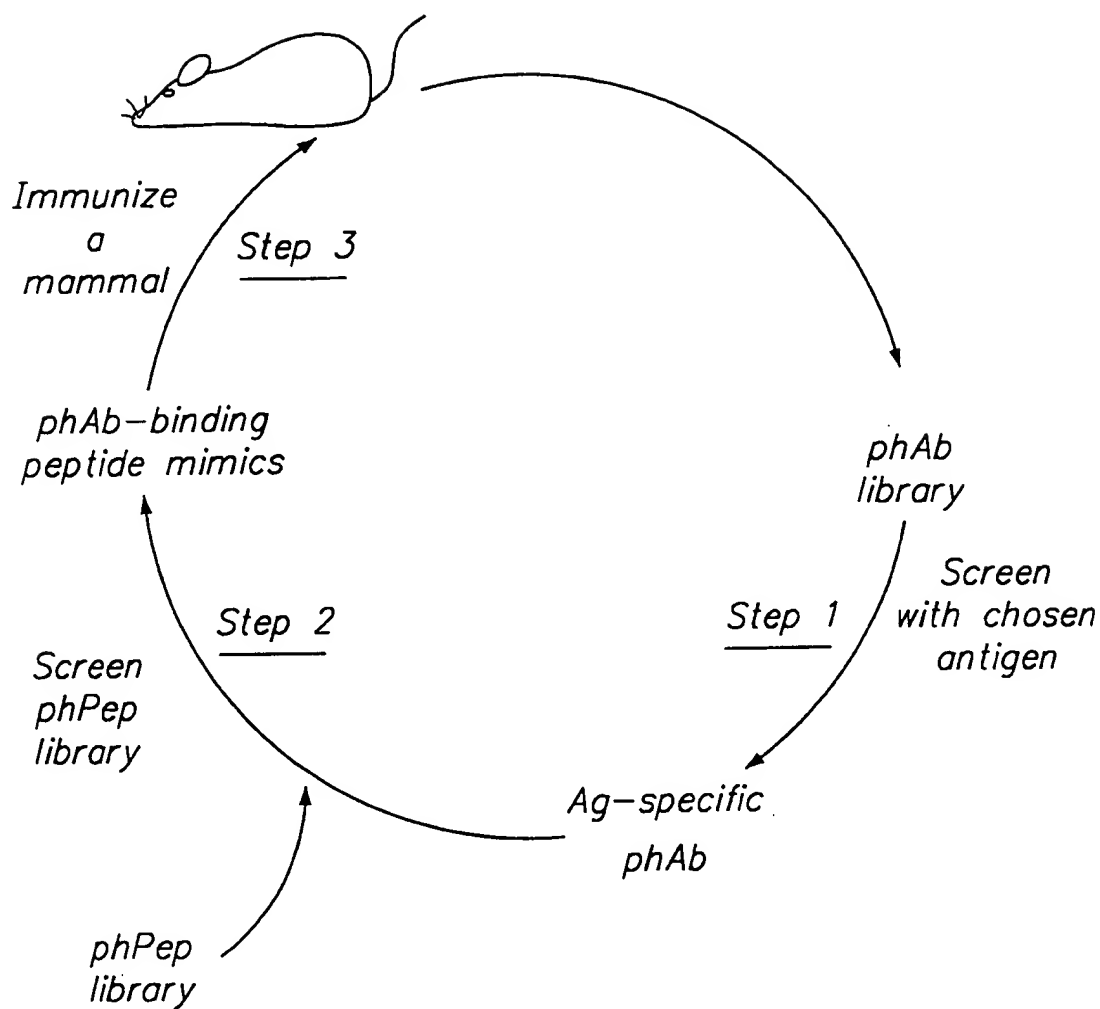 Immunize
a
mammal
Step 3
phAb-binding
peptide mimics
phAb
library
Screen
with chosen
antigen
Step 1
Step 2
Screen
phPep
library
Ag-specific
phAb
phPep
library